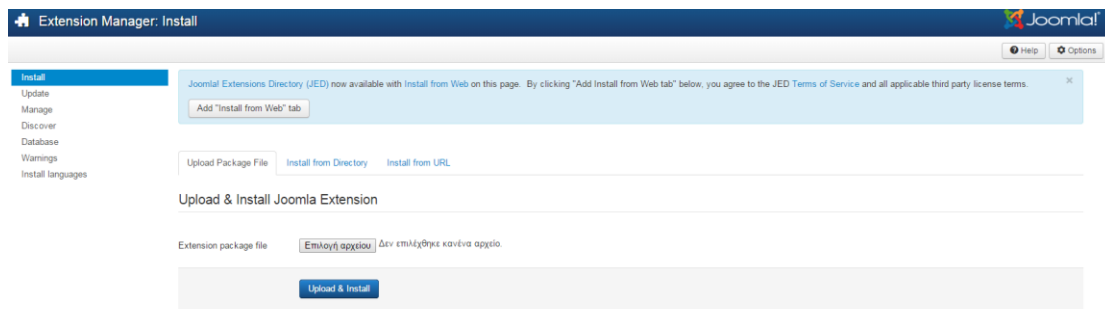 Extension Manager: Install
Joomla!
Help
Options
Install
Update
Manage
Discover
Database
Warnings
Install languages
Joomla! Extensions Directory (JED) now available with Install from Web on this page. By clicking "Add Install from Web tab" below, you agree to the JED Terms of Service and all applicable third party license terms.
×
Add "Install from Web" tab
Upload Package File
Install from Directory
Install from URL
Upload & Install Joomla Extension
Extension package file
Επιλογή αρχείου
Δεν επιλέχθηκε κανένα αρχείο.
Upload & Install